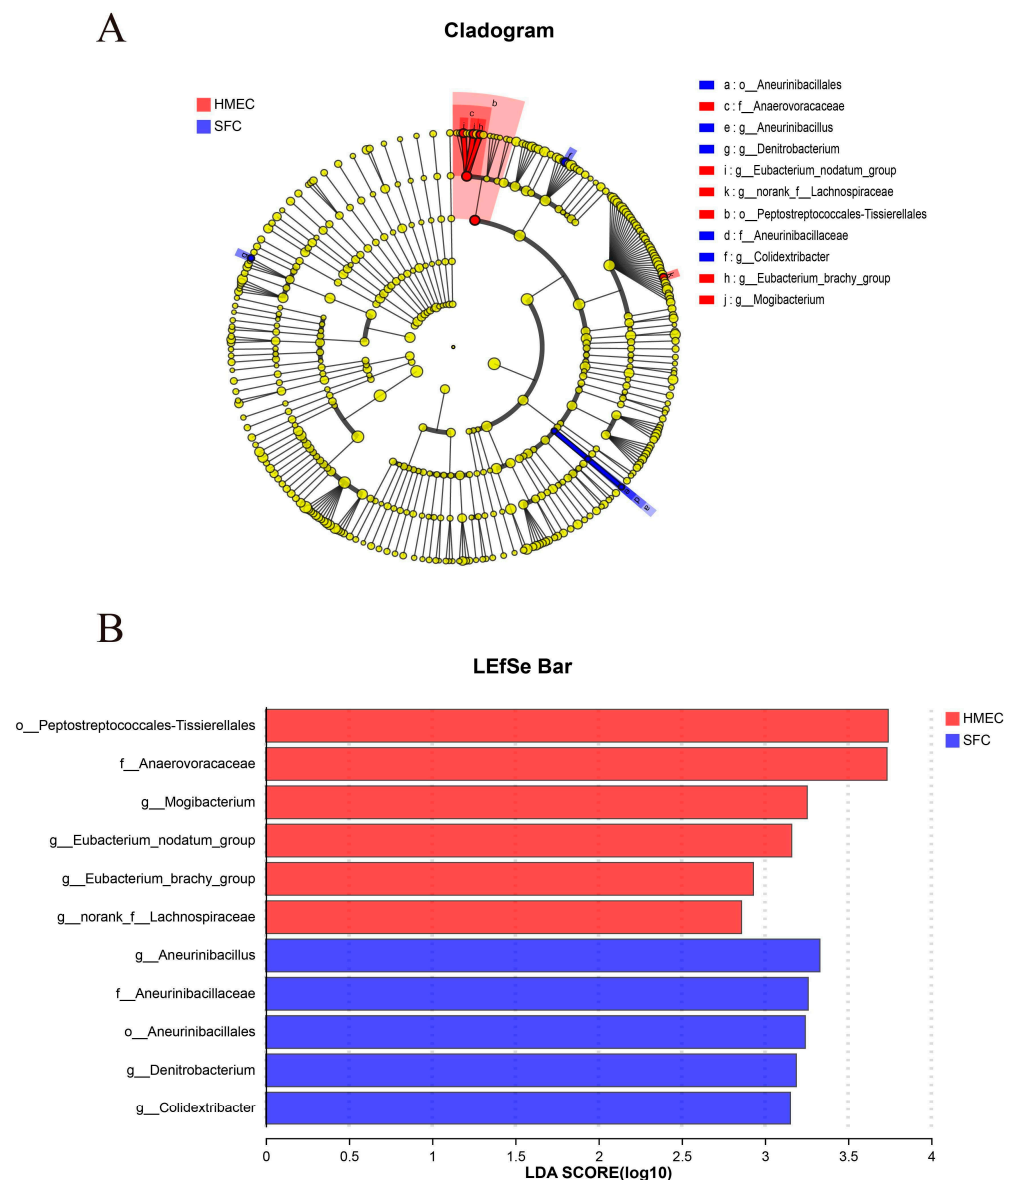 A
Cladogram
HMEC
SFC
a : o__Aneurinibacillales
c : f__Anaerovoracaceae
e : g__Aneurinibacillus
g : g__Denitrobacterium
i : g__Eubacterium_nodatum_group
k : g__norank_f__Lachnospiraceae
b : o__Peptostreptococcales-Tissierellales
d : f__Aneurinibacillaceae
f : g__Colidextribacter
h : g__Eubacterium_brachy_group
j : g__Mogibacterium
b
c
B
LEfSe Bar
HMEC
SFC
o__Peptostreptococcales-Tissierellales
f__Anaerovoracaceae
g__Mogibacterium
g__Eubacterium_nodatum_group
g__Eubacterium_brachy_group
g__norank_f__Lachnospiraceae
g__Aneurinibacillus
f__Aneurinibacillaceae
o__Aneurinibacillales
g__Denitrobacterium
g__Colidextribacter
0 0.5 1 1.5 2 2.5 3 3.5 4
LDA SCORE(log10)